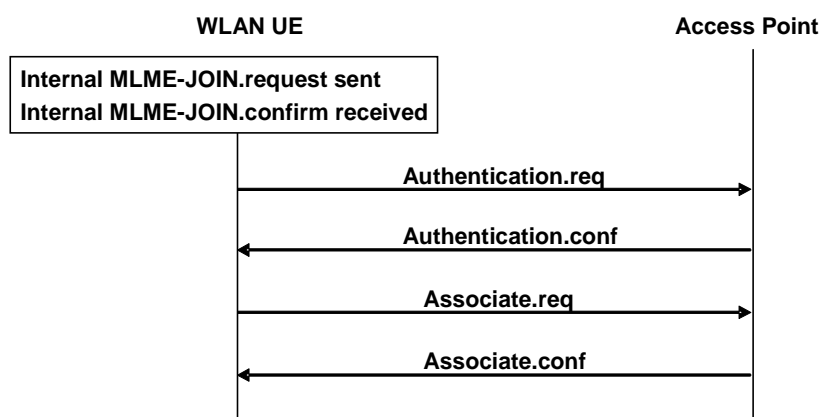 WLAN UE
Access Point
Internal MLME-JOIN.request sent
Internal MLME-JOIN.confirm received
Authentication.req
Authentication.conf
Associate.req
Associate.conf